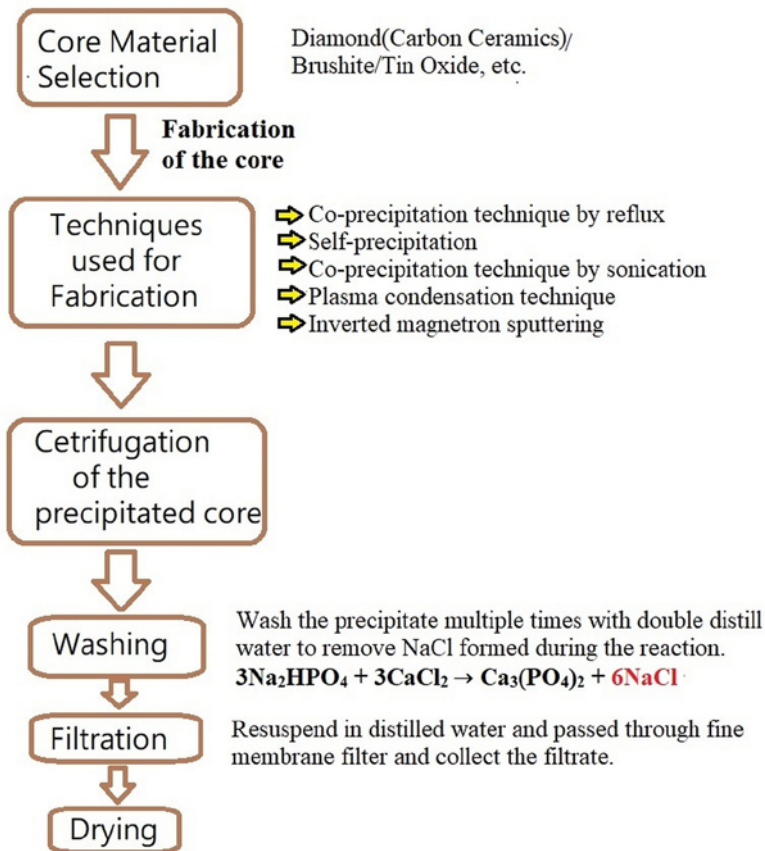 Core Material
Selection
Diamond(Carbon Ceramics)/
Brushite/Tin Oxide, etc.
Fabrication
of the core
Techniques
used for
Fabrication
Co-precipitation technique by reflux
Self-precipitation
Co-precipitation technique by sonication
Plasma condensation technique
Inverted magnetron sputtering
Cetrifugation
of the
precipitated core
Washing
Wash the precipitate multiple times with double distill
water to remove NaCl formed during the reaction.
3Na₂HPO₄ + 3CaCl₂ → Ca₃(PO₄)₂ + 6NaCl
Filtration
Resuspend in distilled water and passed through fine
membrane filter and collect the filtrate.
Drying